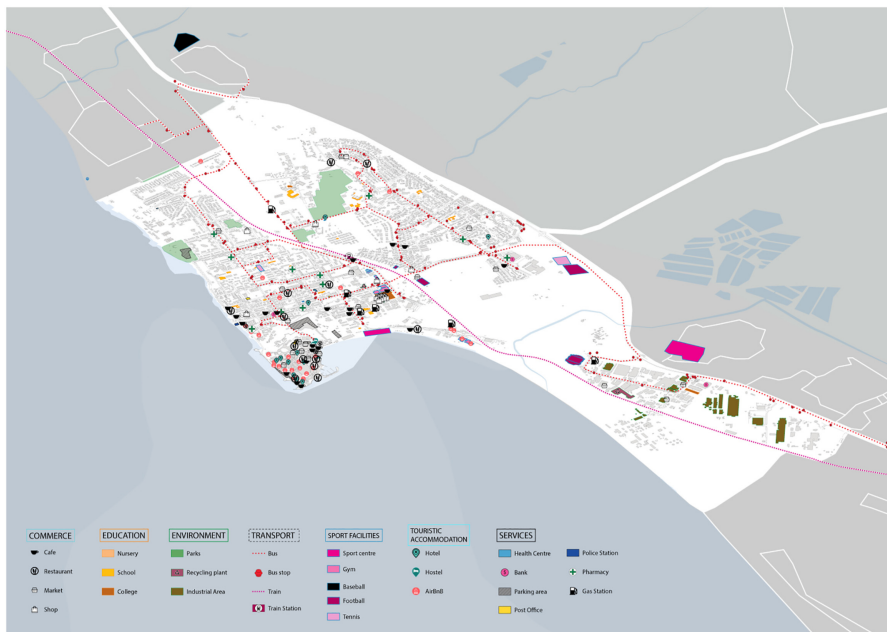 COMMERCE
Cafe
Restaurant
Market
Shop
EDUCATION
Nursery
School
College
ENVIRONMENT
Parks
Recycling plant
Industrial Area
TRANSPORT
Bus
Bus stop
Train
Train Station
SPORT FACILITIES
Sport centre
Gym
Baseball
Football
Tennis
TOURISTIC
ACCOMMODATION
Hotel
Hostel
AirBnB
SERVICES
Health Centre
Bank
Parking area
Post Office
Police Station
Pharmacy
Gas Station